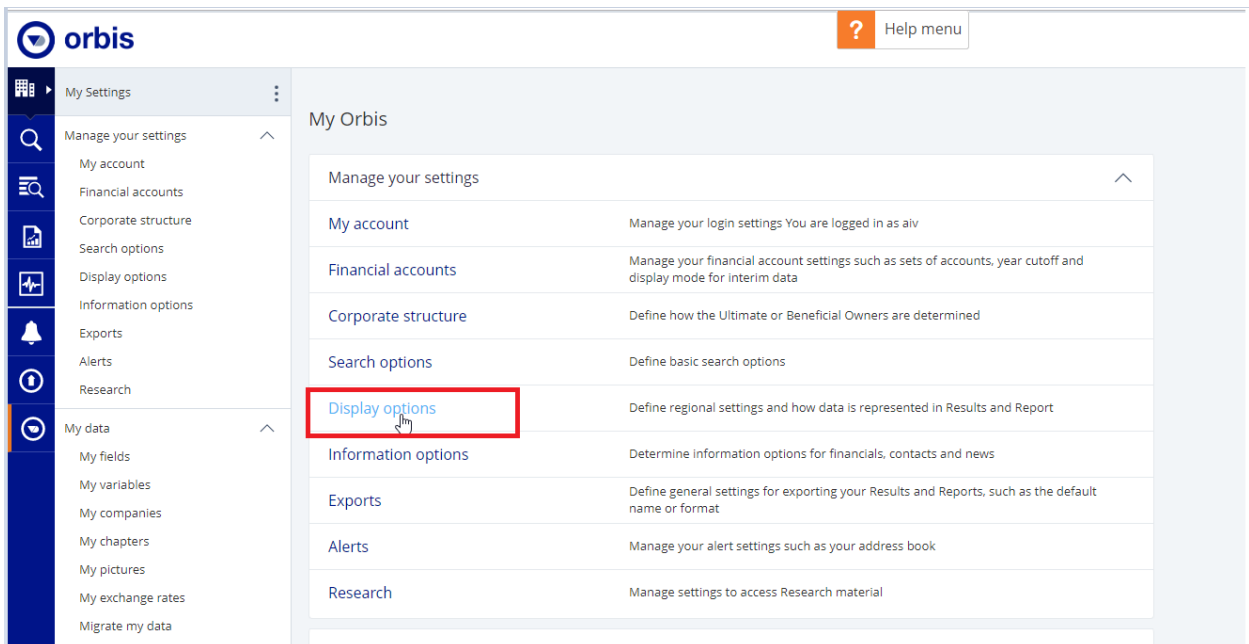 orbis
? Help menu
My Settings
Manage your settings
My account
Financial accounts
Corporate structure
Search options
Display options
Information options
Exports
Alerts
Research
My data
My fields
My variables
My companies
My chapters
My pictures
My exchange rates
Migrate my data
My Orbis
Manage your settings
My account
Manage your login settings You are logged in as aiv
Financial accounts
Manage your financial account settings such as sets of accounts, year cutoff and
display mode for interim data
Corporate structure
Define how the Ultimate or Beneficial Owners are determined
Search options
Define basic search options
Display options
Define regional settings and how data is represented in Results and Report
Information options
Determine information options for financials, contacts and news
Exports
Define general settings for exporting your Results and Reports, such as the default
name or format
Alerts
Manage your alert settings such as your address book
Research
Manage settings to access Research material